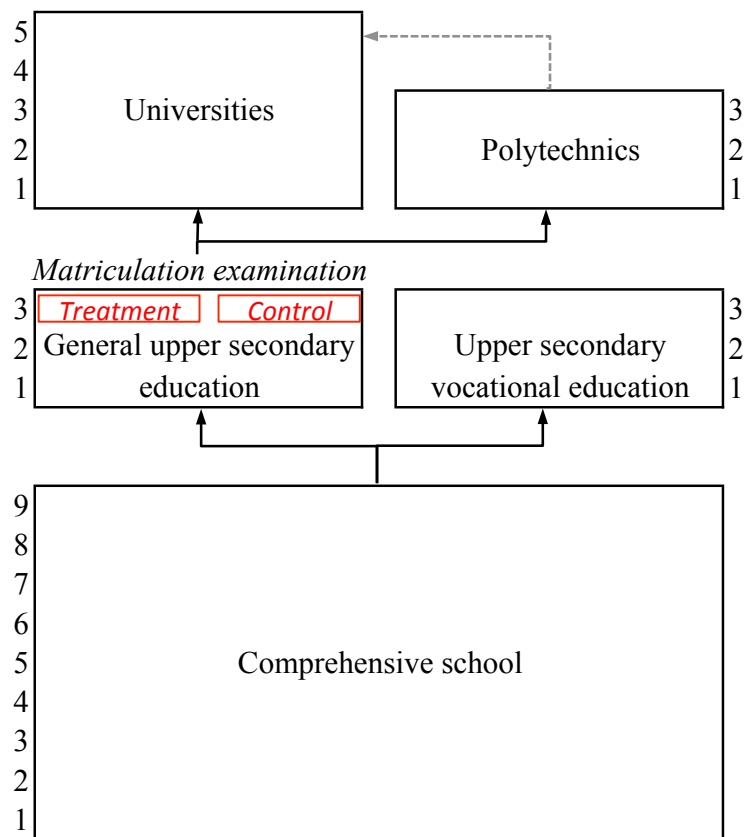 5
4
3
2
1
Universities
Polytechnics
3
2
1
Matriculation examination
3
2
1
Treatment
Control
General upper secondary
education
Upper secondary
vocational education
3
2
1
9
8
7
6
5
4
3
2
1
Comprehensive school